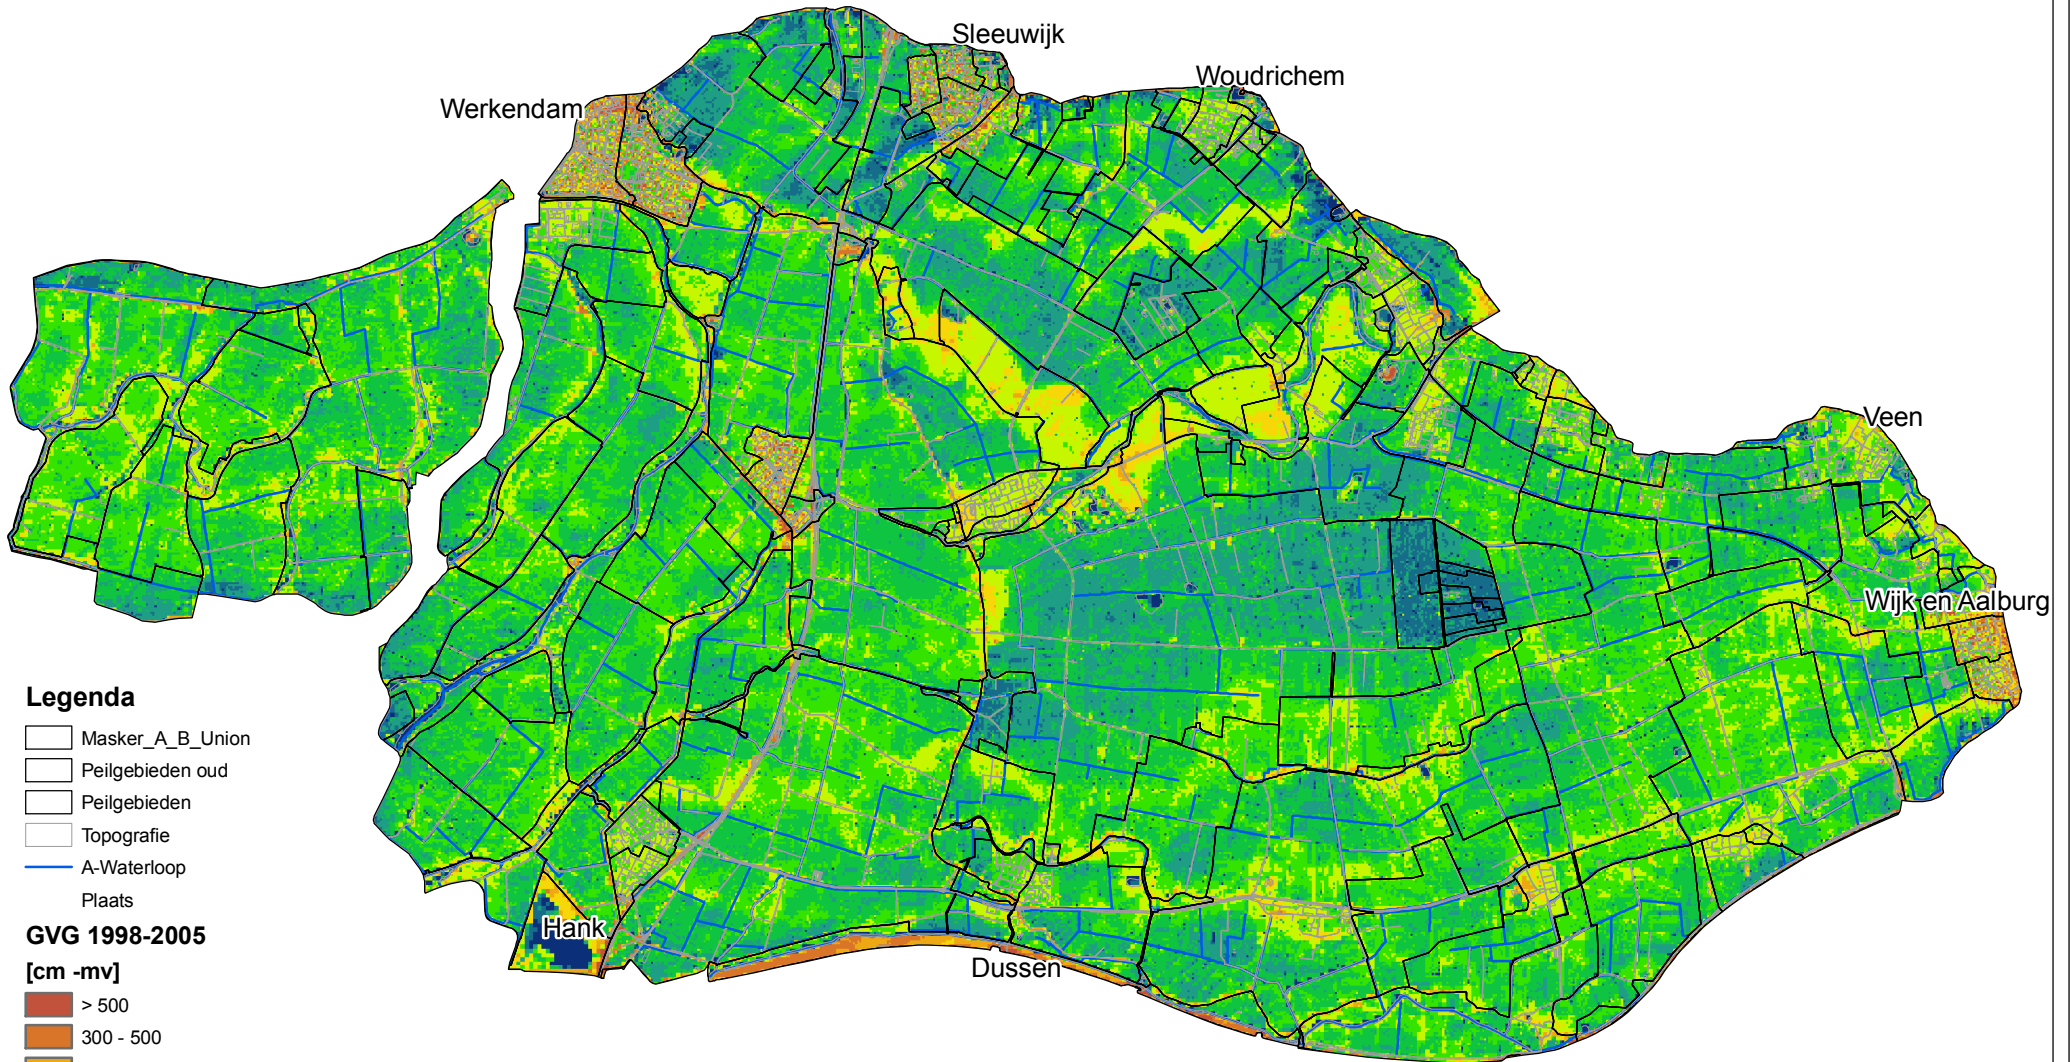 Sleeuwijk
Woudrichem
Werkendam
Veen
Wijk en Aalburg
Hank
Dussen
Legenda
Masker_A_B_Union
Peilgebieden oud
Peilgebieden
Topografie
A-Waterloop
Plaats
GVG 1998-2005
[cm -mv]
> 500
300 - 500